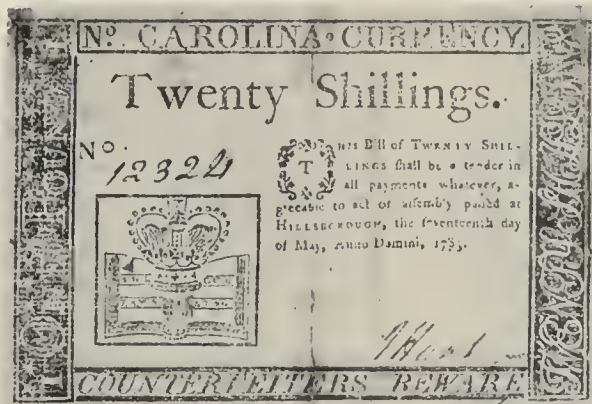 Nº CAROLINA CURRENCY
Twenty Shillings.
Nº.
12324
THIS Bill of TWENTY SHIL-
LINGS ſhall be a tender in
all payments whatever, a-
greeable to act of aſſembly paſſed at
HILLSBOROUGH, the ſeventeenth day
of May, Anno Domini, 1783.
COUNTERFEITERS BEWARE